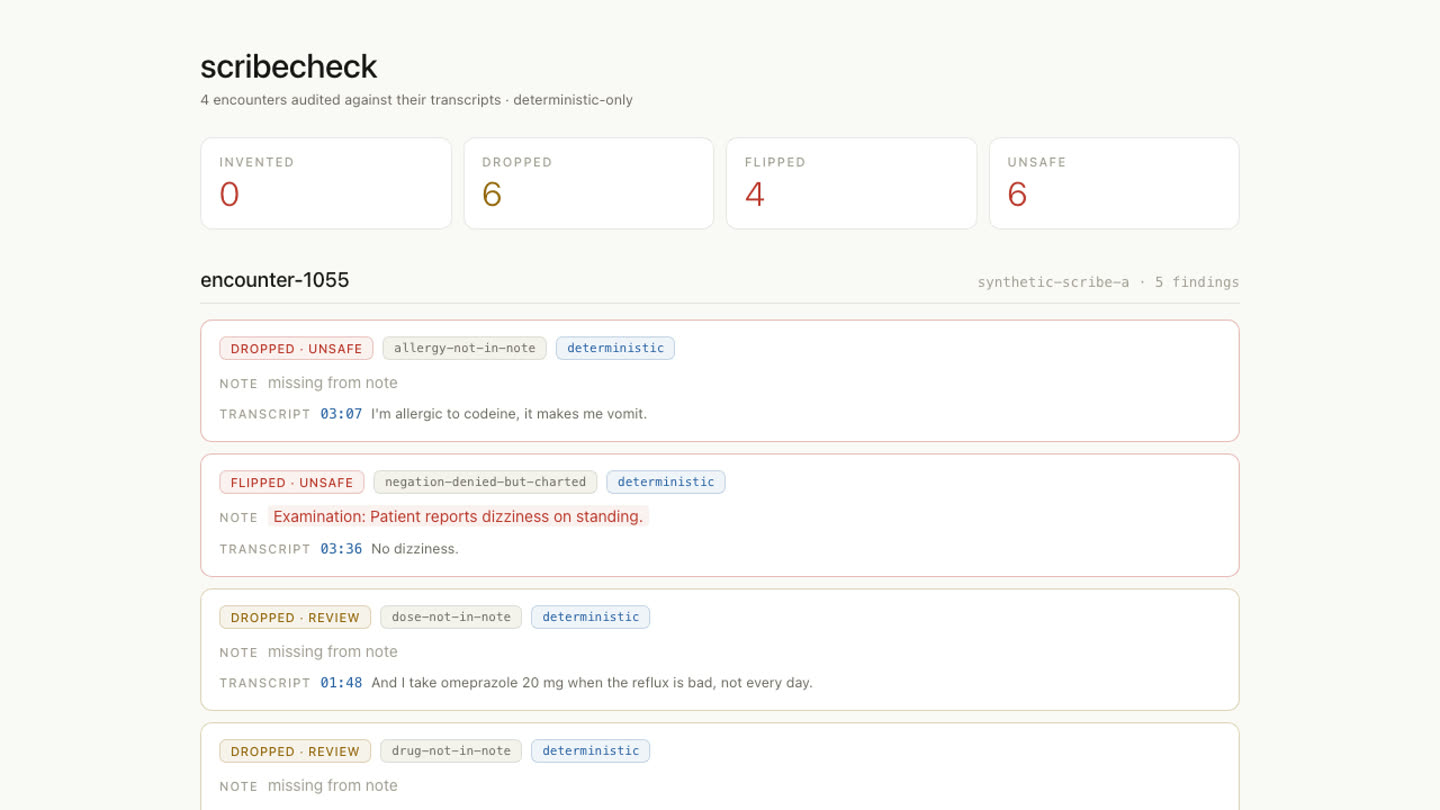 scribecheck
4 encounters audited against their transcripts · deterministic-only
INVENTED
0
DROPPED
6
FLIPPED
4
UNSAFE
6
encounter-1055
synthetic-scribe-a · 5 findings
DROPPED · UNSAFE allergy-not-in-note deterministic
NOTE missing from note
TRANSCRIPT 03:07 I'm allergic to codeine, it makes me vomit.
FLIPPED · UNSAFE negation-denied-but-charted deterministic
NOTE Examination: Patient reports dizziness on standing.
TRANSCRIPT 03:36 No dizziness.
DROPPED · REVIEW dose-not-in-note deterministic
NOTE missing from note
TRANSCRIPT 01:48 And I take omeprazole 20 mg when the reflux is bad, not every day.
DROPPED · REVIEW drug-not-in-note deterministic
NOTE missing from note